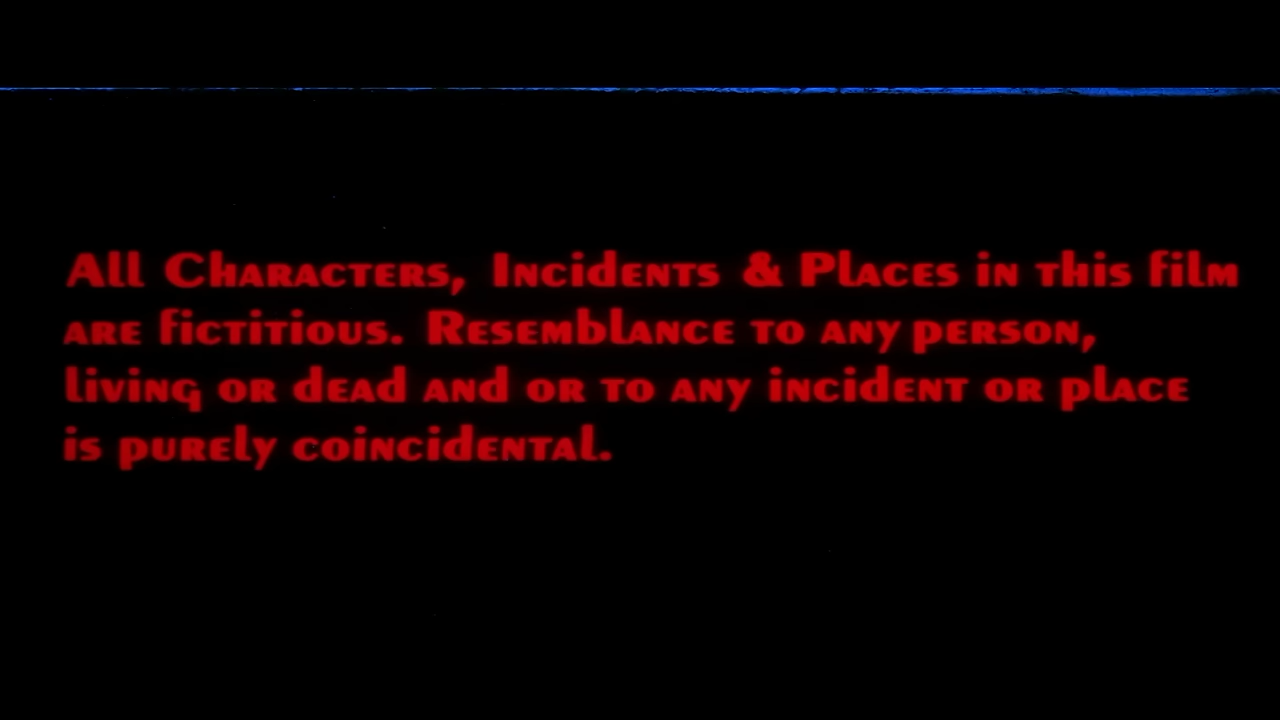 All Characters, Incidents & Places in this film
are fictitious. Resemblance to any person,
living or dead and or to any incident or place
is purely coincidental.